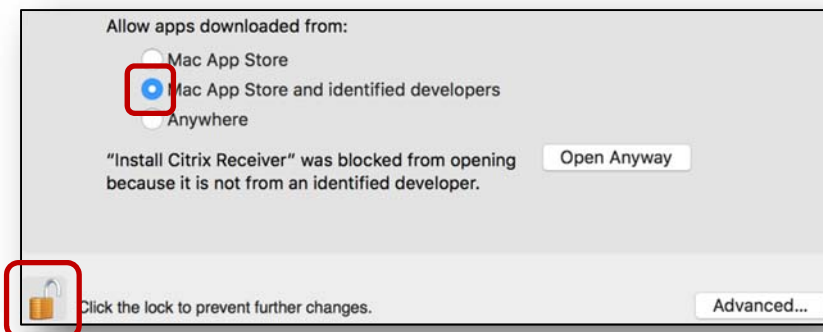 Allow apps downloaded from:
Mac App Store
Mac App Store and identified developers
Anywhere
“Install Citrix Receiver” was blocked from opening
because it is not from an identified developer.
Open Anyway
Click the lock to prevent further changes.
Advanced...